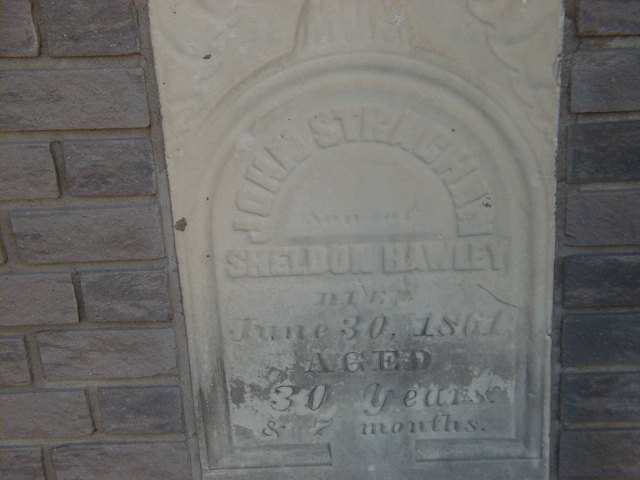 JOHN STRACHAN
Son of
SHELDON HAWLEY
DIED
June 30, 1861
AGED
30 Years
& 7 months.